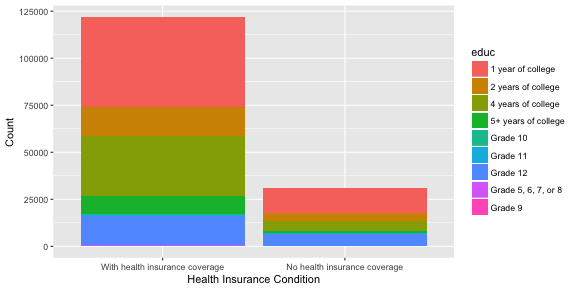 125000
100000
75000
50000
25000
0
Count
With health insurance coverage
No health insurance coverage
Health Insurance Condition
educ
1 year of college
2 years of college
4 years of college
5+ years of college
Grade 10
Grade 11
Grade 12
Grade 5, 6, 7, or 8
Grade 9